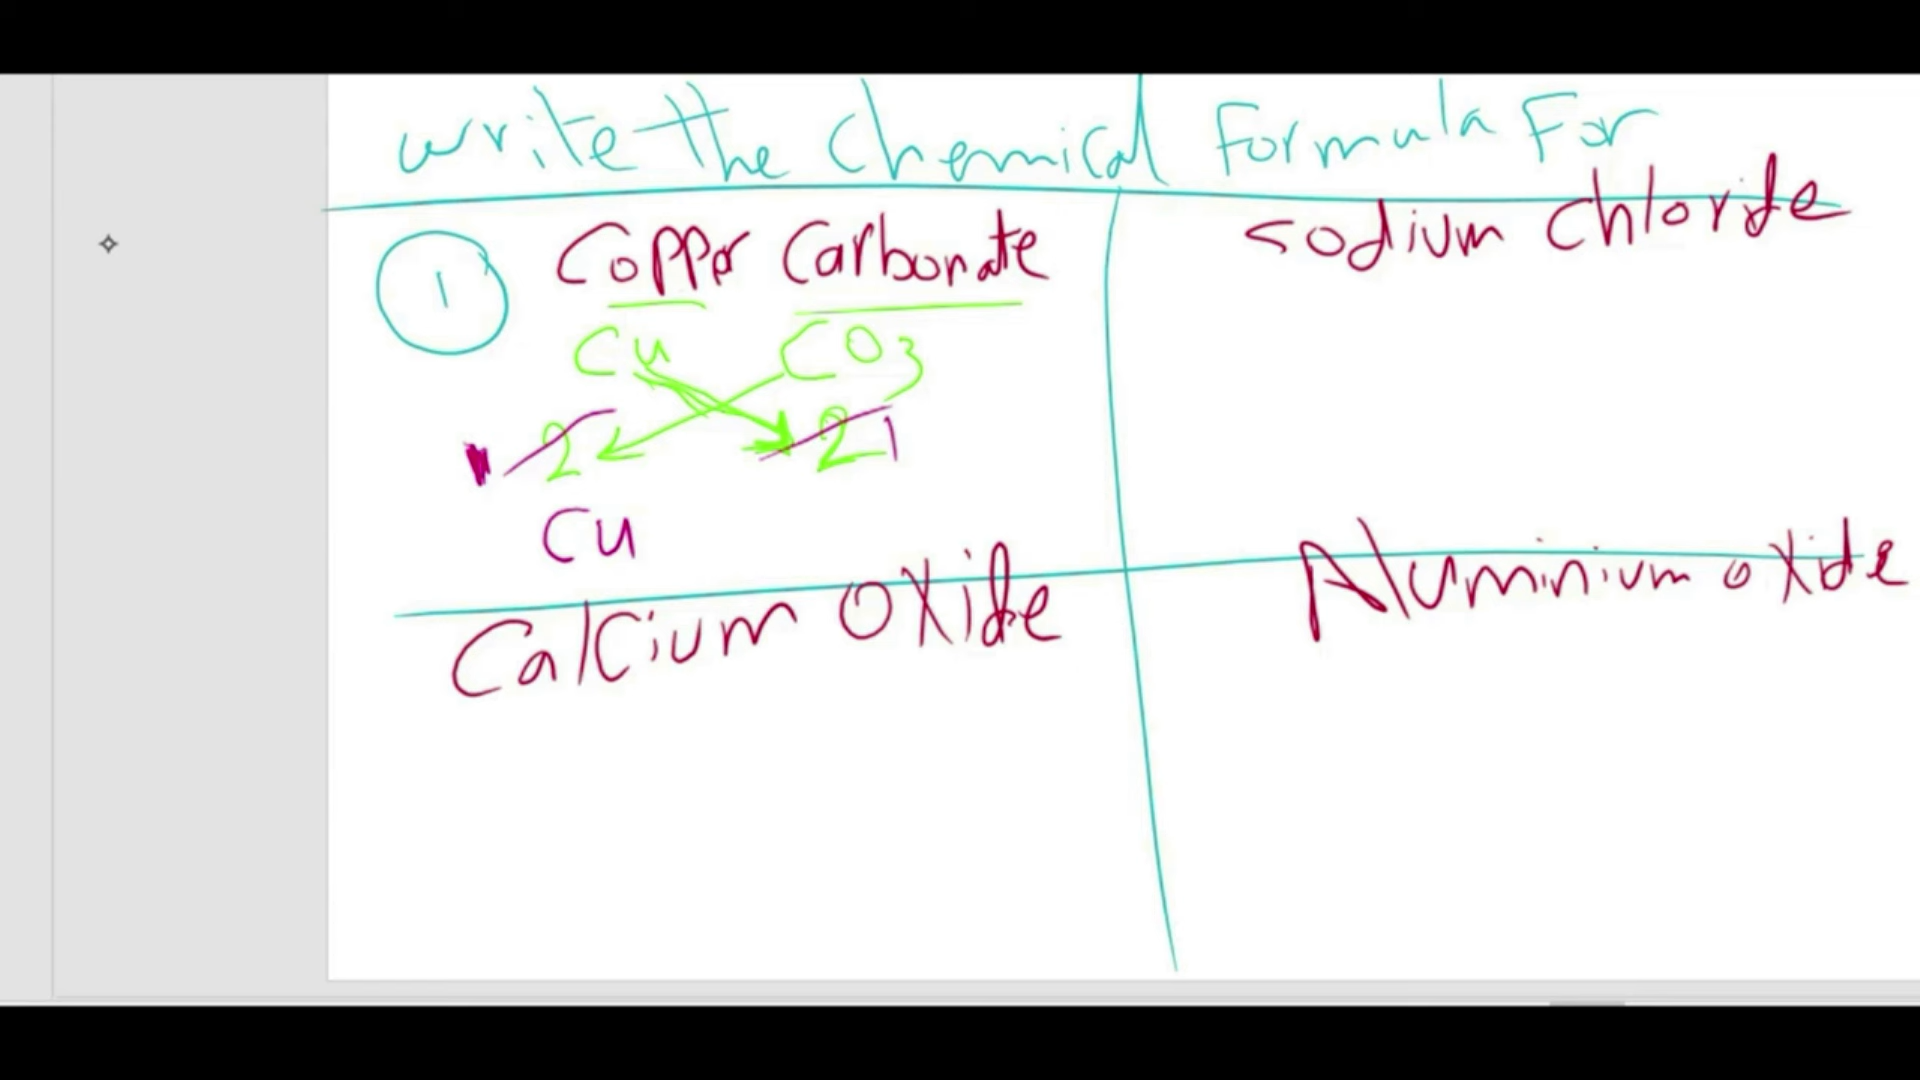 write the chemical Formula For
1 Copper Carbonate
Cu CO3
2 2 1
Cu
sodium chloride
Calcium oxide
Aluminium oxide